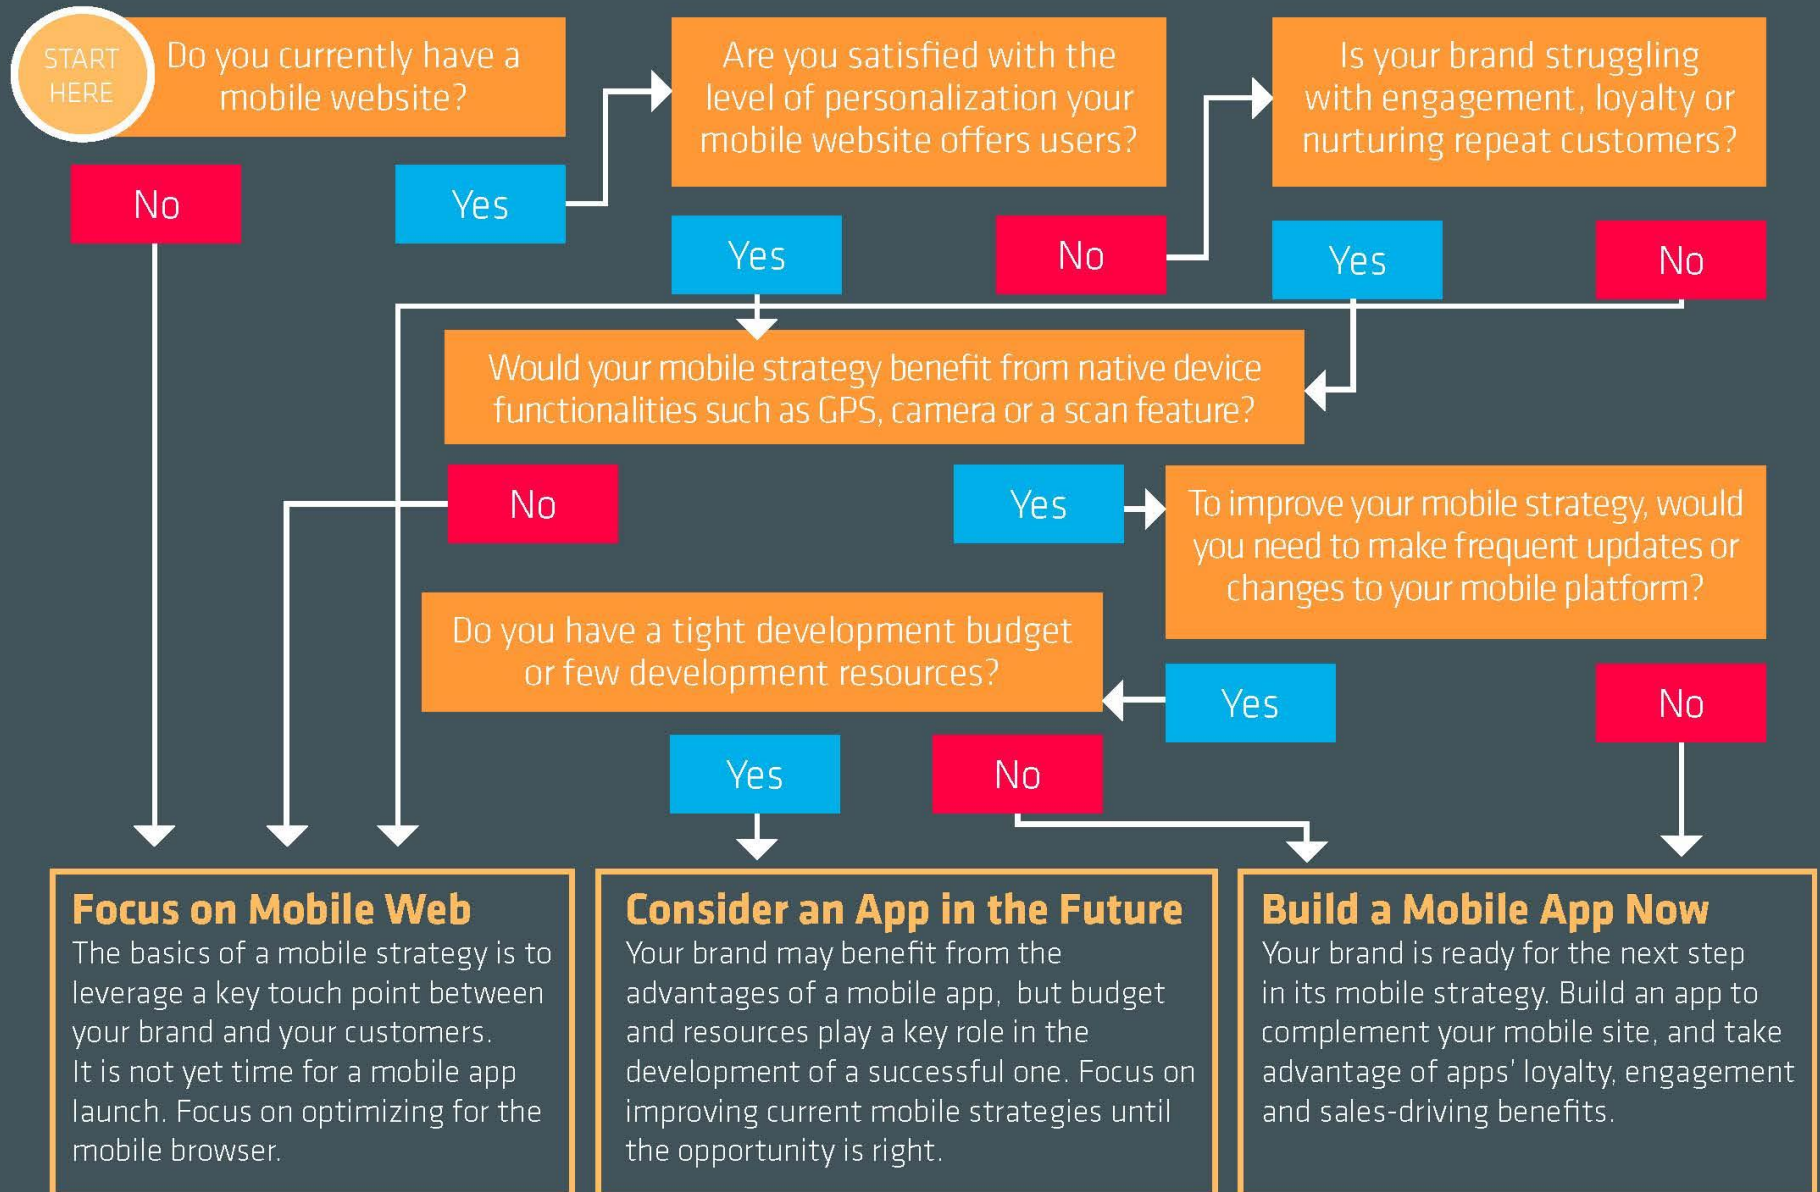 START
HERE
Do you currently have a
mobile website?
No
Yes
Are you satisfied with the
level of personalization your
mobile website offers users?
Yes
No
Is your brand struggling
with engagement, loyalty or
nurturing repeat customers?
Yes
No
Would your mobile strategy benefit from native device
functionalities such as GPS, camera or a scan feature?
No
Yes
To improve your mobile strategy, would
you need to make frequent updates or
changes to your mobile platform?
Yes
No
Do you have a tight development budget
or few development resources?
Yes
No
Focus on Mobile Web
The basics of a mobile strategy is to
leverage a key touch point between
your brand and your customers.
It is not yet time for a mobile app
launch. Focus on optimizing for the
mobile browser.
Consider an App in the Future
Your brand may benefit from the
advantages of a mobile app, but budget
and resources play a key role in the
development of a successful one. Focus on
improving current mobile strategies until
the opportunity is right.
Build a Mobile App Now
Your brand is ready for the next step
in its mobile strategy. Build an app to
complement your mobile site, and take
advantage of apps' loyalty, engagement
and sales-driving benefits.